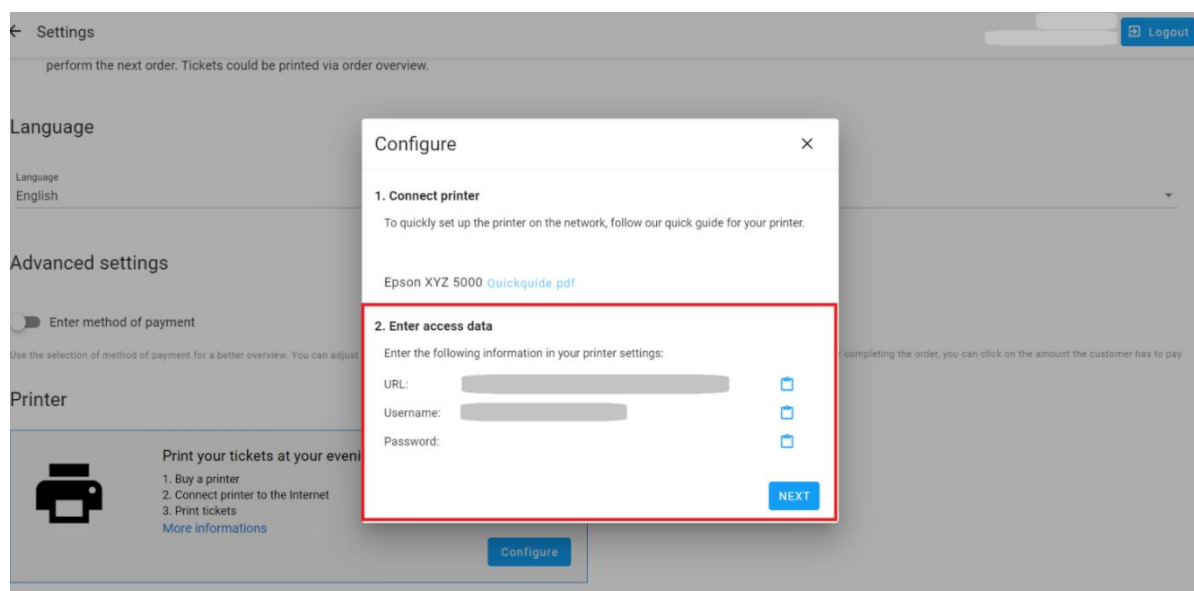 Settings
Logout
perform the next order. Tickets could be printed via order overview.
Language
Language
English
Advanced settings
Enter method of payment
Use the selection of method of payment for a better overview. You can adjust
r completing the order, you can click on the amount the customer has to pay
Printer
Print your tickets at your eveni
1. Buy a printer
2. Connect printer to the Internet
3. Print tickets
More informations
Configure
Configure
1. Connect printer
To quickly set up the printer on the network, follow our quick guide for your printer.
Epson XYZ 5000 Quickquide.pdf
2. Enter access data
Enter the following information in your printer settings:
URL:
Username:
Password:
NEXT